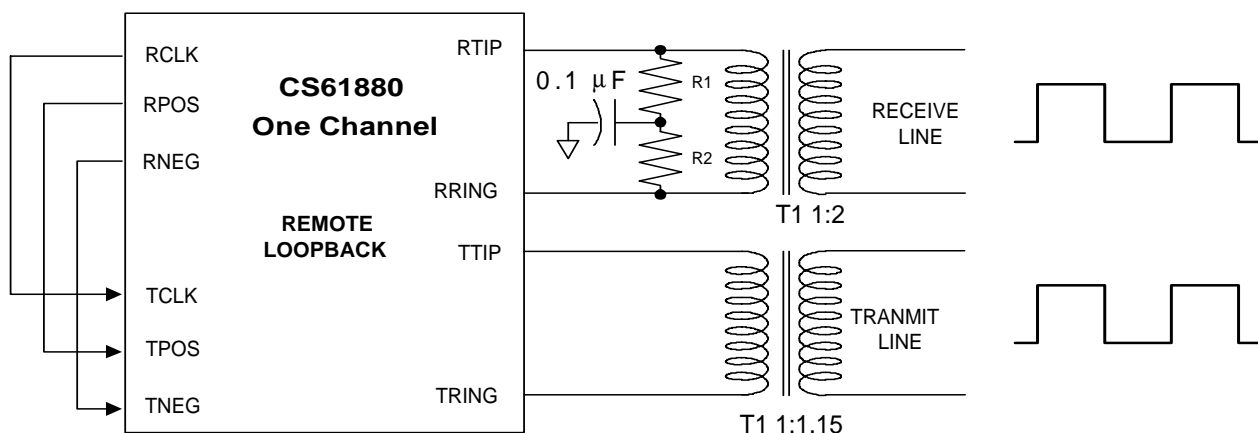 RCLK
RPOS
RNEG
CS61880
One Channel
REMOTE
LOOPBACK
TCLK
TPOS
TNEG
RTIP
RRING
TTIP
TRING
0.1 μF
R1
R2
RECEIVE
LINE
T1 1:2
TRANMIT
LINE
T1 1:1.15